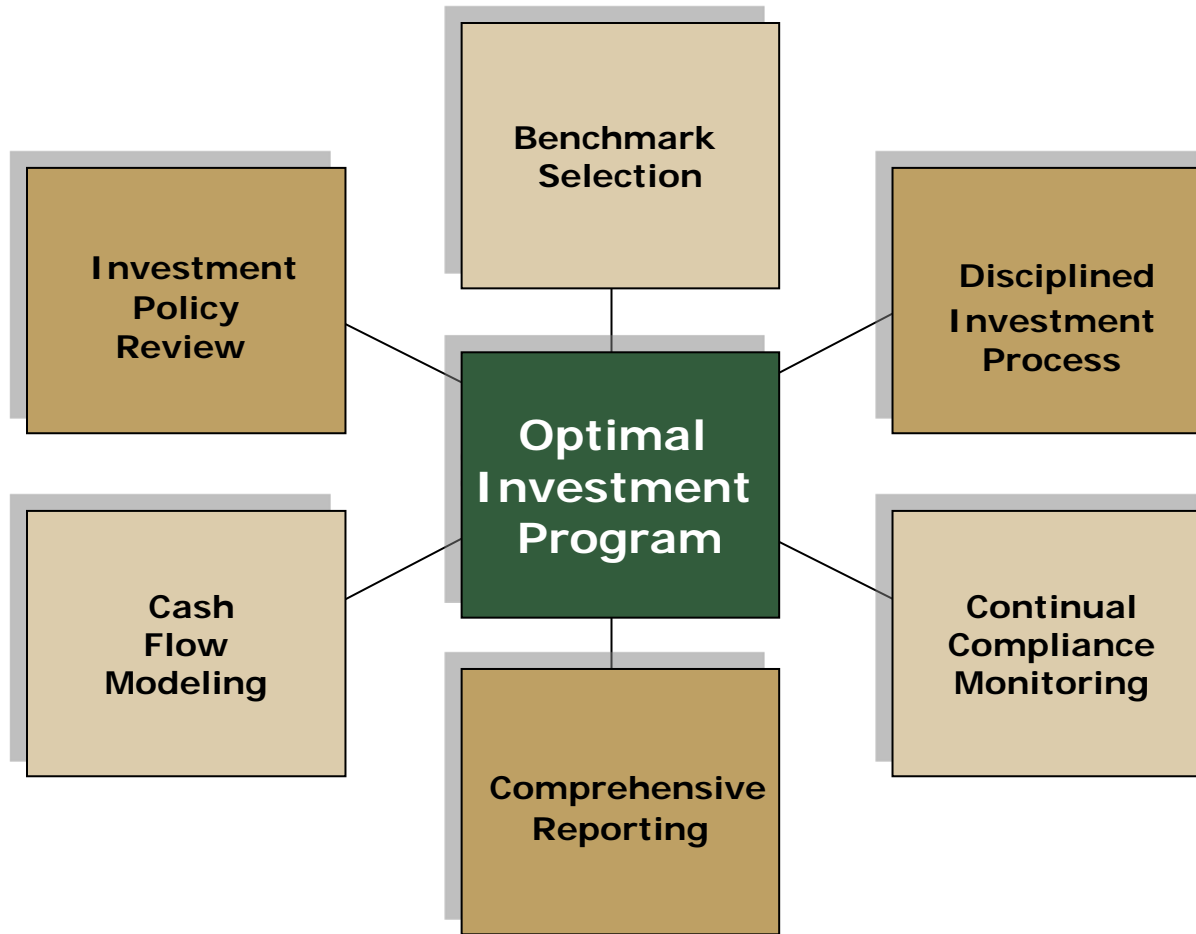 Benchmark
Selection
Investment
Policy
Review
Disciplined
Investment
Process
Optimal
Investment
Program
Cash
Flow
Modeling
Continual
Compliance
Monitoring
Comprehensive
Reporting